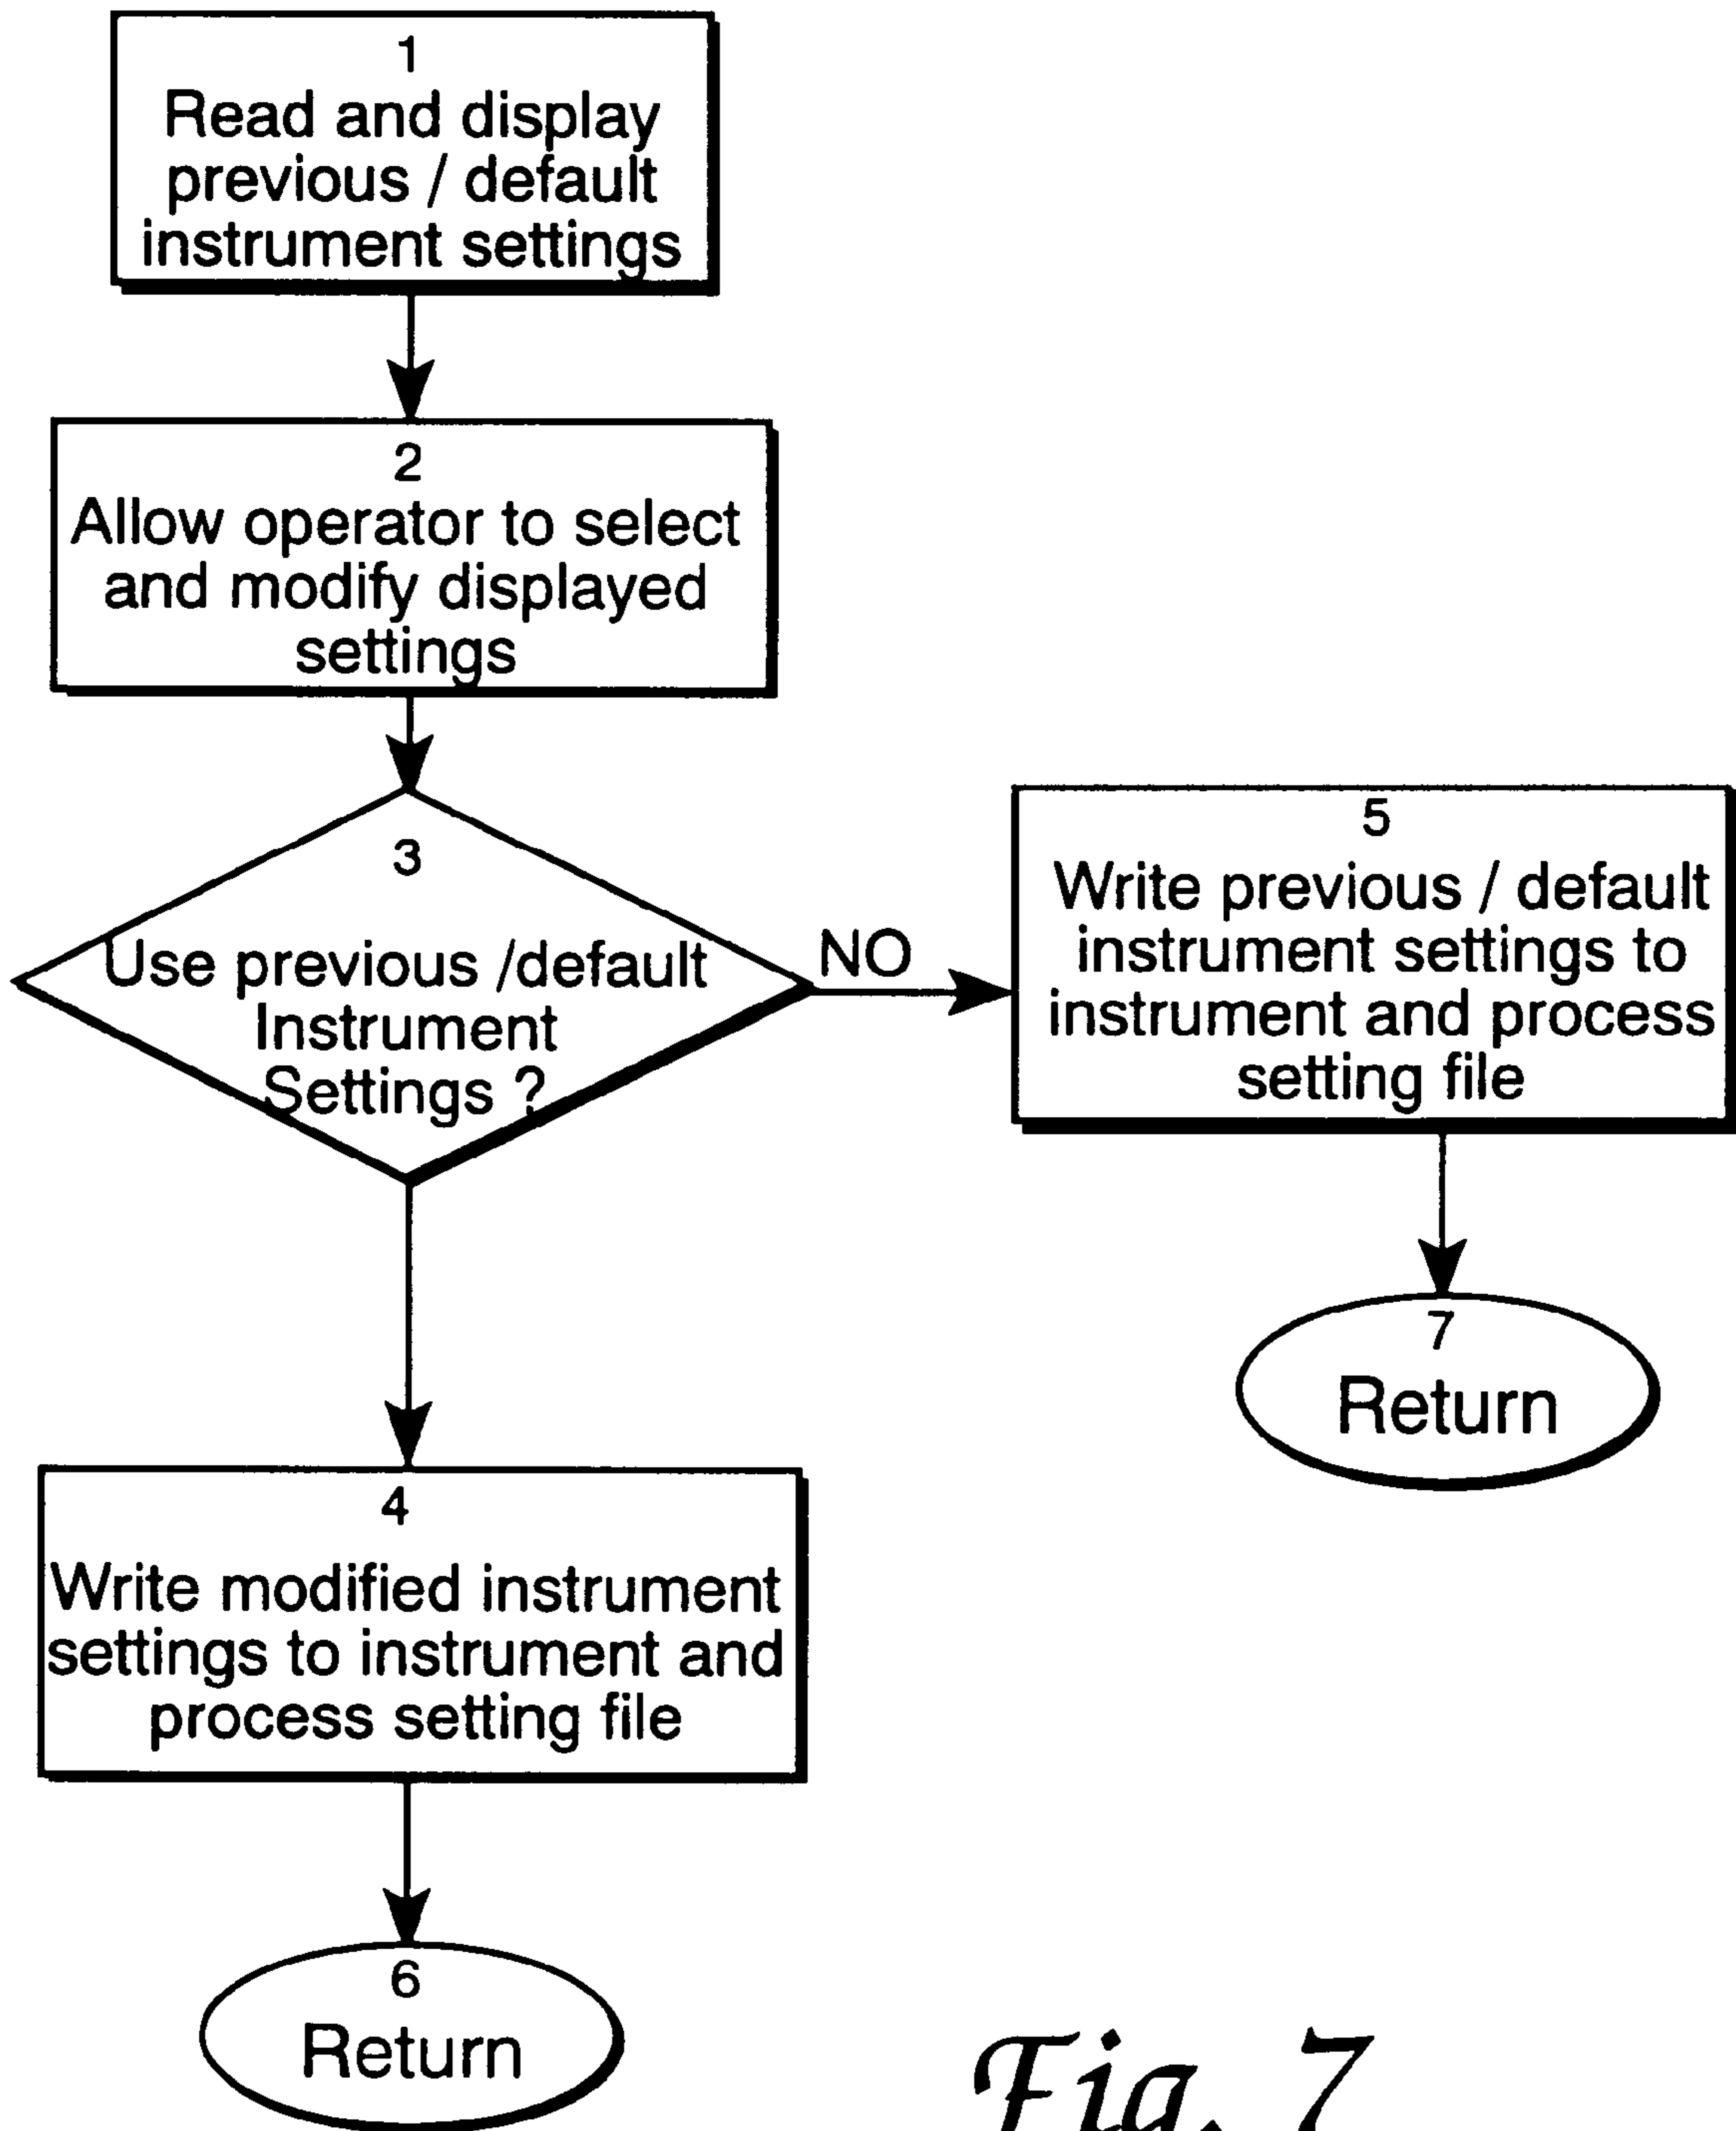 1
Read and display
previous / default
instrument settings
2
Allow operator to select
and modify displayed
settings
3
Use previous /default
Instrument
Settings ?
NO
5
Write previous / default
instrument settings to
instrument and process
setting file
7
Return
4
Write modified instrument
settings to instrument and
process setting file
6
Return
Fig. 7